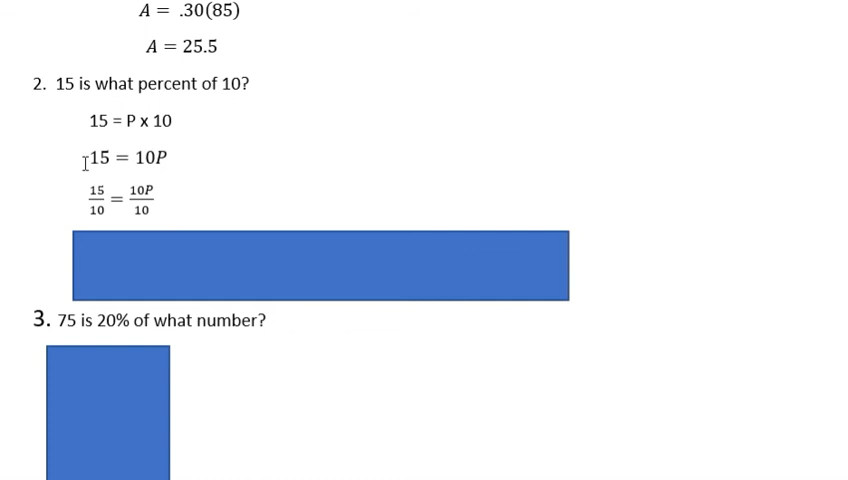 A = .30(85)
A = 25.5
2. 15 is what percent of 10?
15 = P x 10
15 = 10P
15/10 = 10P/10
3. 75 is 20% of what number?